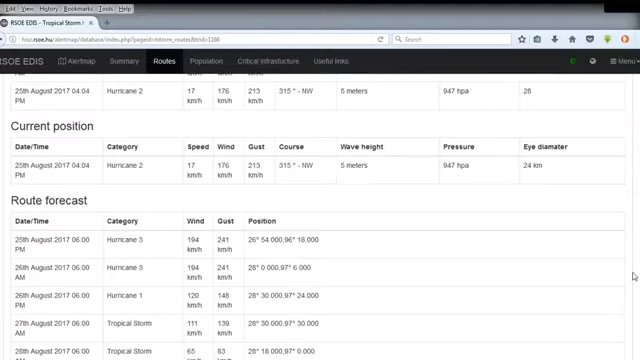 Edit View History Bookmarks Tools Help
RSOE EDIS - Tropical Storm
hisz.rsoe.hu/alertmap/database/index.php?pageid=tstorm_routes&trid=1166
Search
RSOE EDIS Alertmap Summary Routes Population Critical Infrastructure Useful links Menu
25th August 2017 04:04 PM Hurricane 2 17 km/h 176 km/h 213 km/h 315 ° - NW 5 meters 947 hpa 28
Current position
Date/Time Category Speed Wind Gust Course Wave height Pressure Eye diamater
25th August 2017 04:04 PM Hurricane 2 17 km/h 176 km/h 213 km/h 315 ° - NW 5 meters 947 hpa 24 km
Route forecast
Date/Time Category Wind Gust Position
25th August 2017 06:00 PM Hurricane 3 194 km/h 241 km/h 26° 54.000,96° 18.000
26th August 2017 06:00 AM Hurricane 3 194 km/h 241 km/h 28° 0.000,97° 6.000
26th August 2017 06:00 PM Hurricane 1 120 km/h 148 km/h 28° 30.000,97° 24.000
27th August 2017 06:00 AM Tropical Storm 111 km/h 139 km/h 28° 30.000,97° 30.000
28th August 2017 06:00 Tropical Storm 65 83 28° 18.000,97° 0.000